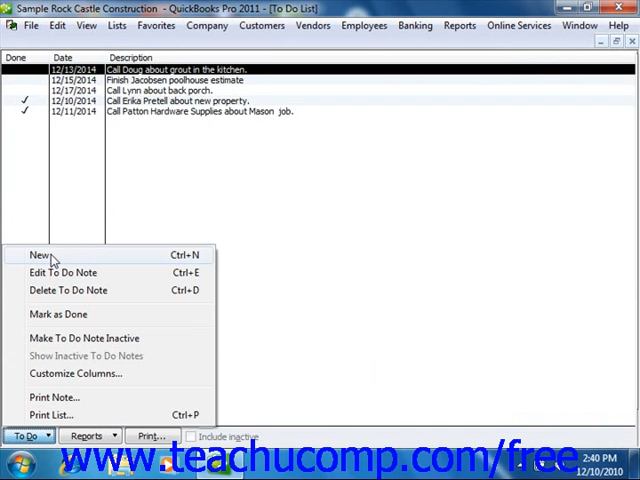 Sample Rock Castle Construction - QuickBooks Pro 2011 - [To Do List]
File Edit View Lists Favorites Company Customers Vendors Employees Banking Reports Online Services Window Help
Done Date Description
12/13/2014 Call Doug about grout in the kitchen.
12/15/2014 Finish Jacobsen poolhouse estimate
12/17/2014 Call Lynn about back porch.
✓ 12/10/2014 Call Erika Pretell about new property.
✓ 12/11/2014 Call Patton Hardware Supplies about Mason job.
New Ctrl+N
Edit To Do Note Ctrl+E
Delete To Do Note Ctrl+D
Mark as Done
Make To Do Note Inactive
Show Inactive To Do Notes
Customize Columns...
Print Note...
Print List... Ctrl+P
To Do Reports Print... Include inactive
www.teachucomp.com/free
2:40 PM
12/10/2010